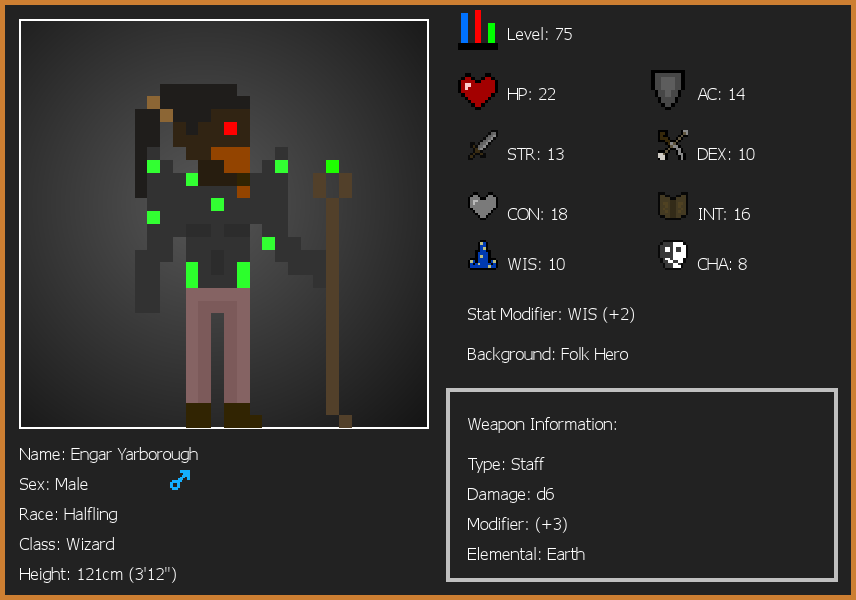 Level: 75
HP: 22
AC: 14
STR: 13
DEX: 10
CON: 18
INT: 16
WIS: 10
CHA: 8
Stat Modifier: WIS (+2)
Background: Folk Hero
Weapon Information:
Type: Staff
Damage: d6
Modifier: (+3)
Elemental: Earth
Name: Engar Yarborough
Sex: Male
Race: Halfling
Class: Wizard
Height: 121cm (3'12")